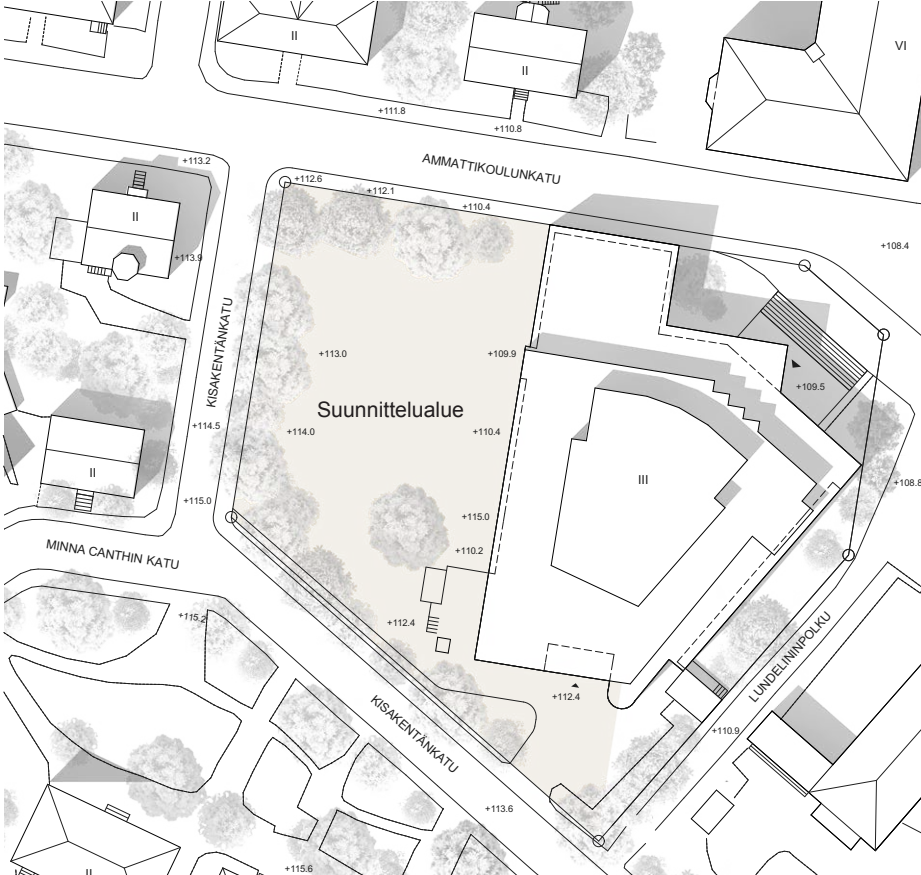 II
II
VI
+111.8
+110.8
AMMATTIKOULUNKATU
+113.2
+112.6
+112.1
+110.4
II
+113.9
+108.4
KISAKENTÄNKATU
+113.0
+109.9
+109.5
Suunnittelualue
+114.5
+114.0
+110.4
II
III
+108.8
+115.0
+115.0
MINNA CANTHIN KATU
+110.2
+115.2
+112.4
LUNDELININPOLKU
+112.4
KISAKENTÄNKATU
+110.9
+113.6
+115.6
II